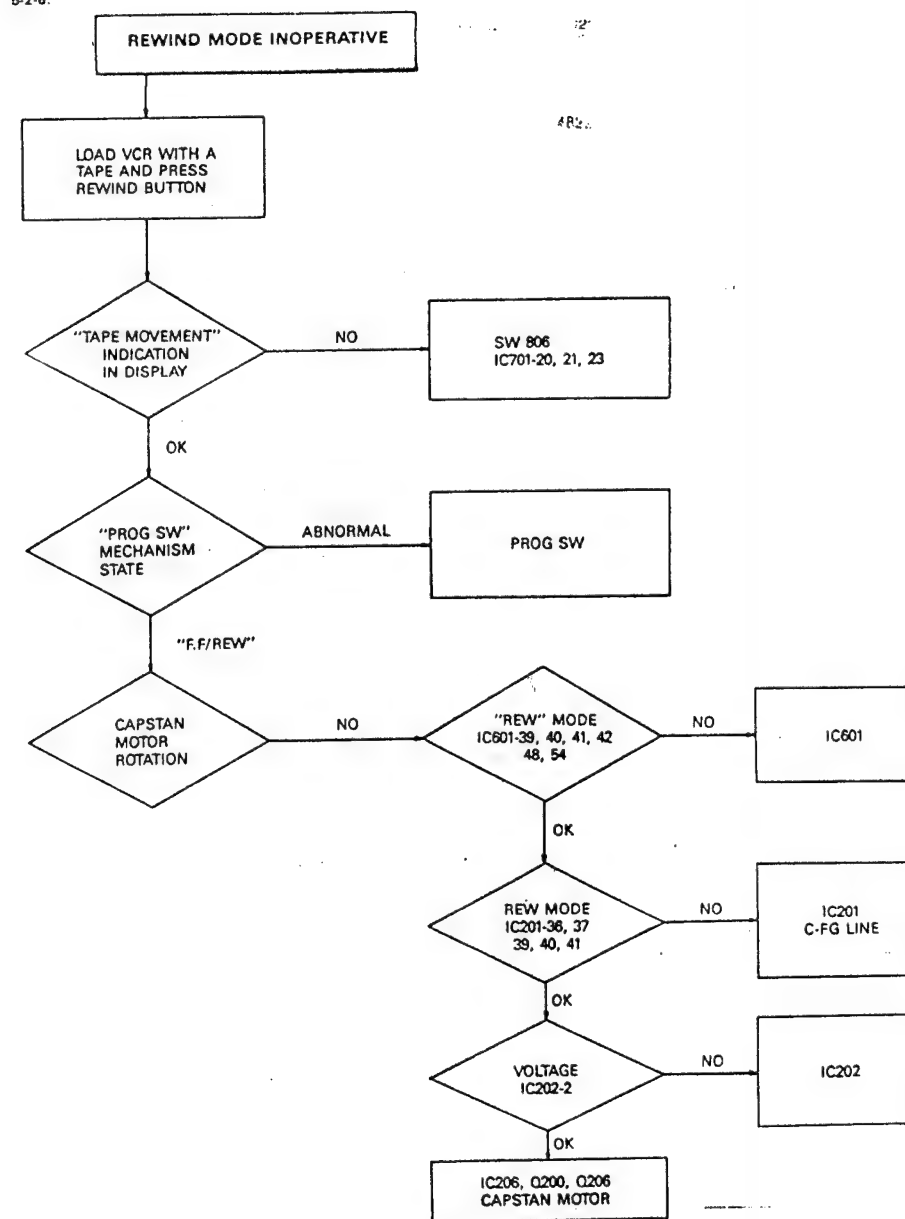 REWIND MODE INOPERATIVE
LOAD VCR WITH A
TAPE AND PRESS
REWIND BUTTON
"TAPE MOVEMENT"
INDICATION
IN DISPLAY
NO
SW 806
IC701-20, 21, 23
OK
"PROG SW"
MECHANISM
STATE
ABNORMAL
PROG SW
"F.F/REW"
CAPSTAN
MOTOR
ROTATION
NO
"REW" MODE
IC601-39, 40, 41, 42
48, 54
NO
IC601
OK
REW MODE
IC201-36, 37
39, 40, 41
NO
IC201
C-FG LINE
OK
VOLTAGE
IC202-2
NO
IC202
OK
IC206, Q200, Q206
CAPSTAN MOTOR